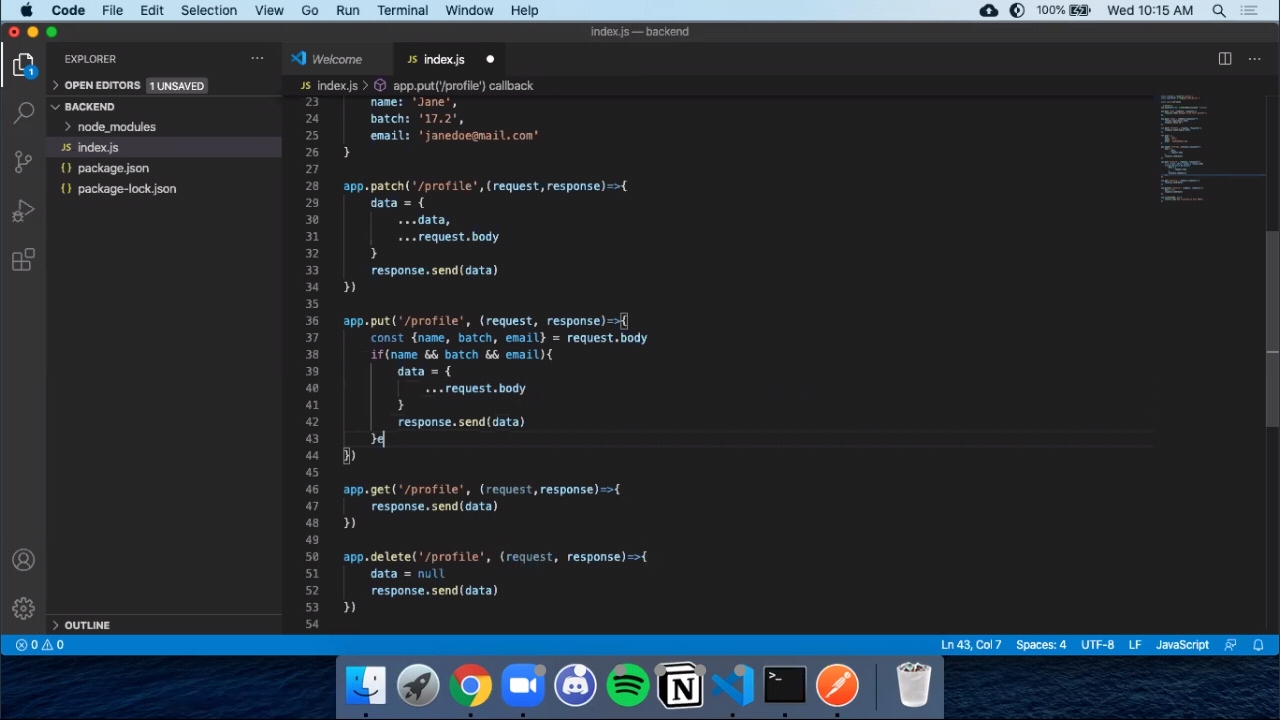 Code File Edit Selection View Go Run Terminal Window Help 100% Wed 10:15 AM
index.js — backend
EXPLORER ···
Welcome
JS index.js
OPEN EDITORS 1 UNSAVED
JS index.js > app.put('/profile') callback
BACKEND
node_modules
JS index.js
{} package.json
{} package-lock.json
1
23 name: 'Jane',
24 batch: '17.2',
25 email: 'janedoe@mail.com'
26 }
27
28 app.patch('/profile',(request,response)=>{
29 data = {
30 ...data,
31 ...request.body
32 }
33 response.send(data)
34 })
35
36 app.put('/profile', (request, response)=>{
37 const {name, batch, email} = request.body
38 if(name && batch && email){
39 data = {
40 ...request.body
41 }
42 response.send(data)
43 }e
44 })
45
46 app.get('/profile', (request,response)=>{
47 response.send(data)
48 })
49
50 app.delete('/profile', (request, response)=>{
51 data = null
52 response.send(data)
53 })
54
OUTLINE
0 0 Ln 43, Col 7 Spaces: 4 UTF-8 LF JavaScript
>_
N